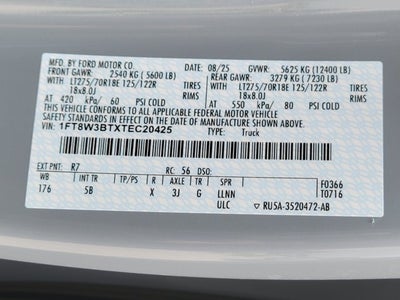 MFD. BY FORD MOTOR CO. 08/25 GVWR: 5625 KG (12400 LB)
FRONT GAWR: 2540 KG (5600 LB) REAR GAWR: 3279 KG (7230 LB)
LT275/70R18E 125/122R TIRES LT275/70R18E 125/122R TIRES
18x8.0J RIMS 18x8.0J RIMS
AT 420 kPa/ 60 PSI COLD AT 550 kPa/ 80 PSI COLD
THIS VEHICLE CONFORMS TO ALL APPLICABLE FEDERAL MOTOR VEHICLE SAFETY STANDARDS IN EFFECT ON THE DATE OF MANUFACTURE SHOWN ABOVE.
VIN: 1FT8W3BTXTEC20425 TYPE: Truck
EXT PNT: R7 RC: 56 DSO:
WB INT TR TP/PS R AXLE TR SPR F0366
176 5B X 3J G LLNN T0716
ULC RU5A-3520472-AB